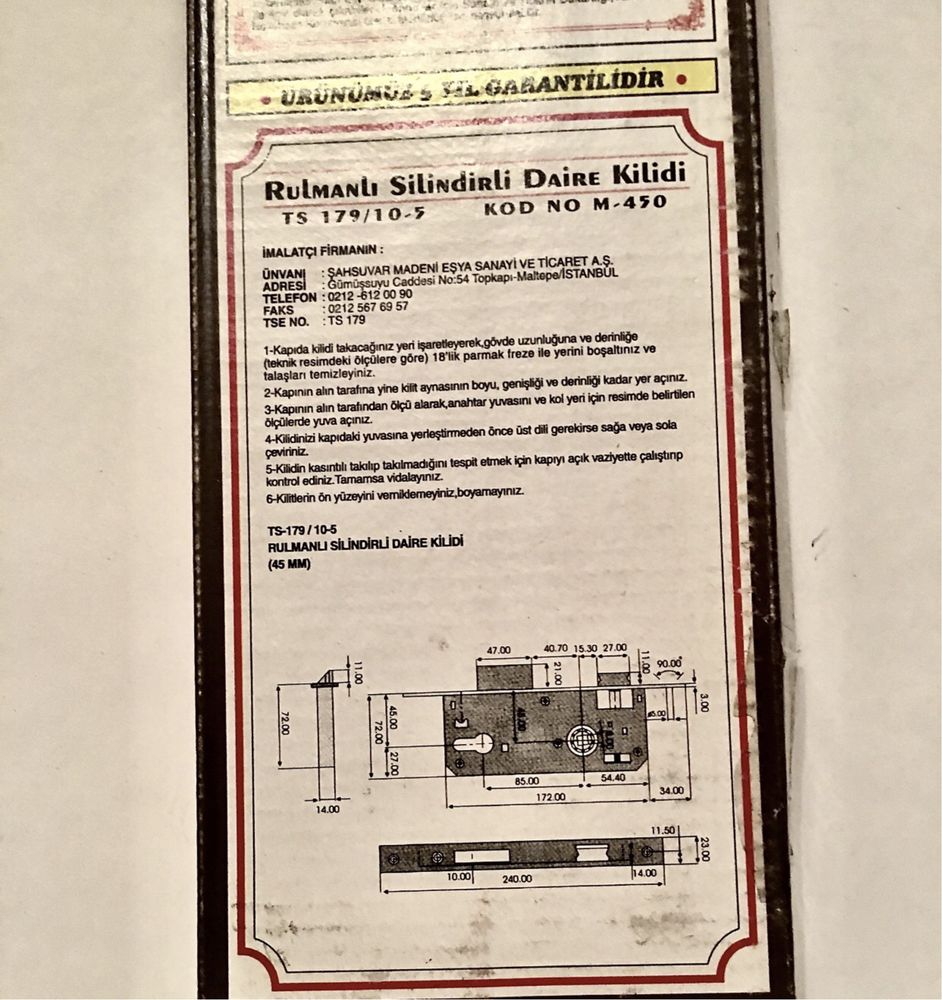 • ÜRÜNÜMÜZ 5 YIL GARANTİLİDİR •
RULMANLI SİLİNDİRLİ DAİRE KİLİDİ
TS 179/10-5 KOD NO M-450
İMALATÇI FİRMANIN :
ÜNVANI : ŞAHSUVAR MADENİ EŞYA SANAYİ VE TİCARET A.Ş.
ADRESİ : Gümüşsuyu Caddesi No:54 Topkapı-Maltepe/İSTANBUL
TELEFON : 0212 -612 00 90
FAKS : 0212 567 69 57
TSE NO. : TS 179
1-Kapıda kilidi takacağınız yeri işaretleyerek,gövde uzunluğuna ve derinliğe
(teknik resimdeki ölçülere göre) 18'lik parmak freze ile yerini boşaltınız ve
talaşları temizleyiniz.
2-Kapının alın tarafına yine kilit aynasının boyu, genişliği ve derinliği kadar yer açınız.
3-Kapının alın tarafından ölçü alarak,anahtar yuvasını ve kol yeri için resimde belirtilen
ölçülerde yuva açınız.
4-Kilidinizi kapıdaki yuvasına yerleştirmeden önce üst dili gerekirse sağa veya sola
çeviriniz.
5-Kilidin kasıntılı takılıp takılmadığını tespit etmek için kapıyı açık vaziyette çalıştırıp
kontrol ediniz.Tamamsa vidalayınız.
6-Kilitlerin ön yüzeyini verniklemeyiniz,boyamayınız.
TS-179 / 10-5
RULMANLI SİLİNDİRLİ DAİRE KİLİDİ
(45 MM)
47.00 40.70 15.30 27.00
11.00 21.00 11.00 90.00°
3.00
72.00 45.00 72.00 27.00
85.00 54.40
172.00 34.00
14.00
11.50
23.00
10.00 240.00 14.00